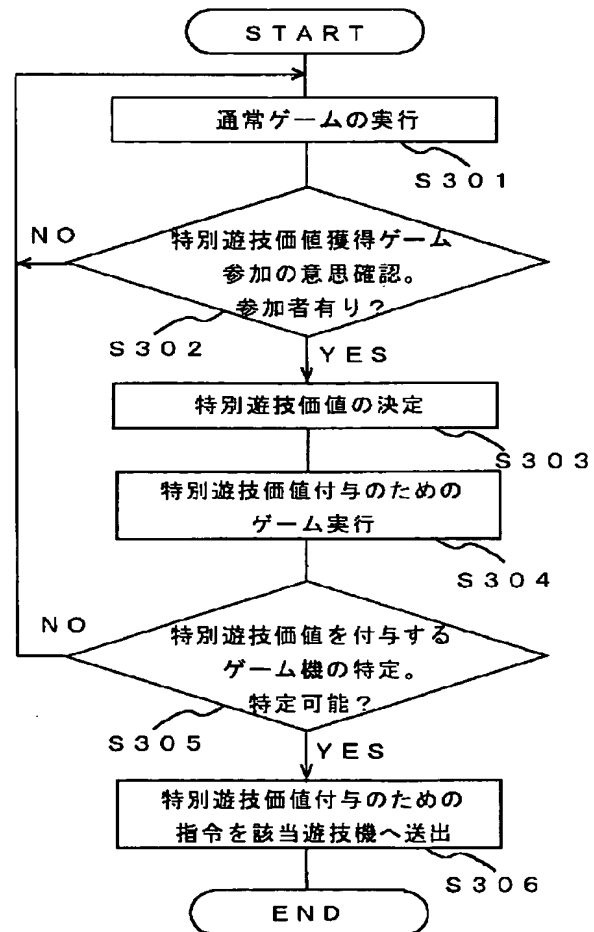 START
通常ゲームの実行
S301
NO
特別遊技価値獲得ゲーム
参加の意思確認。
参加者有り？
S302
YES
特別遊技価値の決定
S303
特別遊技価値付与のための
ゲーム実行
S304
NO
特別遊技価値を付与する
ゲーム機の特定。
特定可能？
S305
YES
特別遊技価値付与のための
指令を該当遊技機へ送出
S306
END